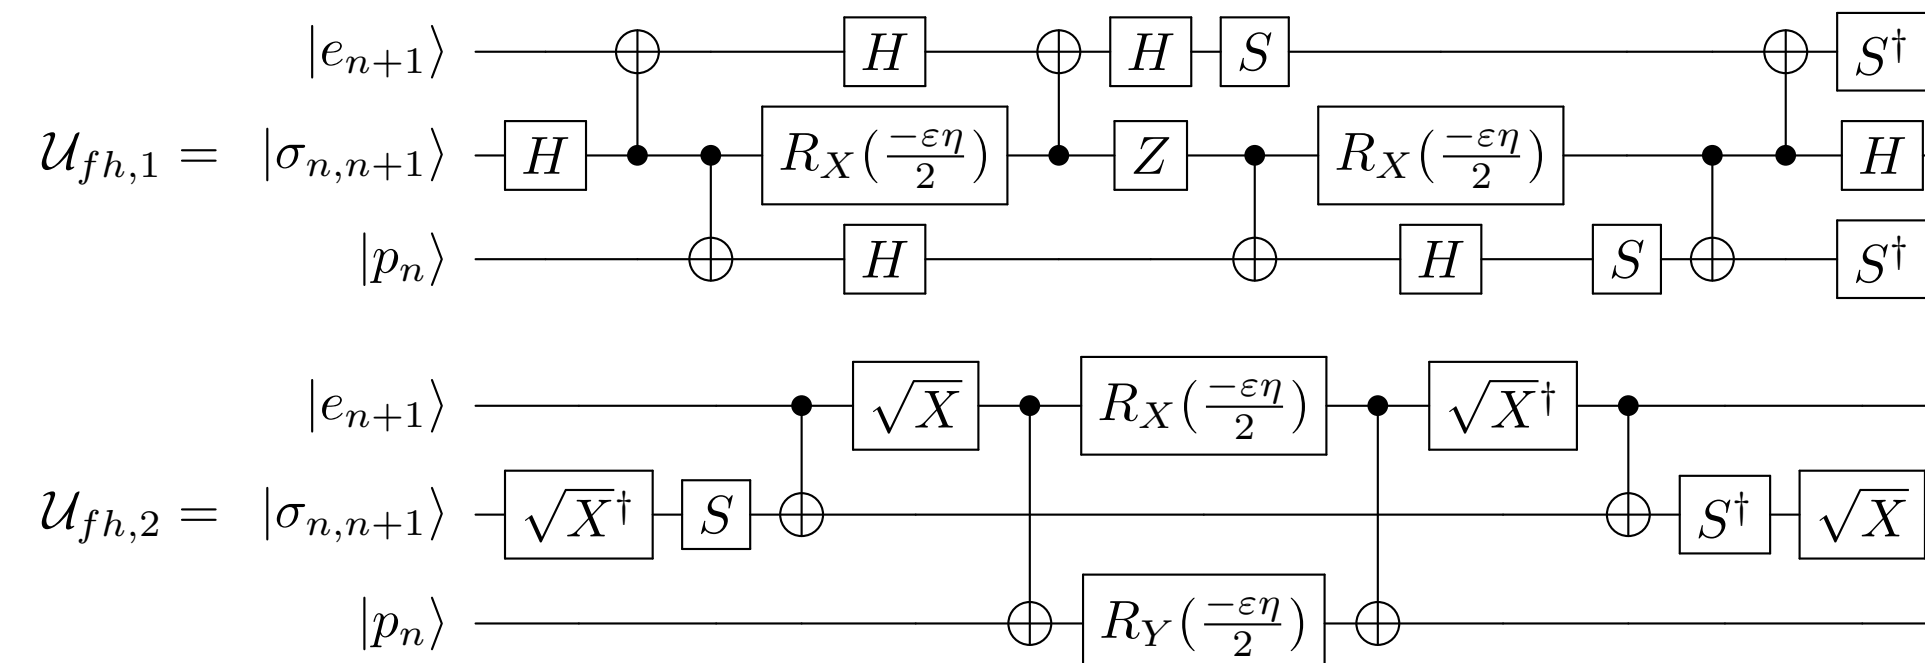 |e_{n+1}⟩ H H S S†
𝒰_{fh,1} = |σ_{n,n+1}⟩ H R_X(−εη/2) Z R_X(−εη/2) H
|p_n⟩ H H S S†
|e_{n+1}⟩ √X R_X(−εη/2) √X†
𝒰_{fh,2} = |σ_{n,n+1}⟩ √X† S S† √X
|p_n⟩ R_Y(−εη/2)